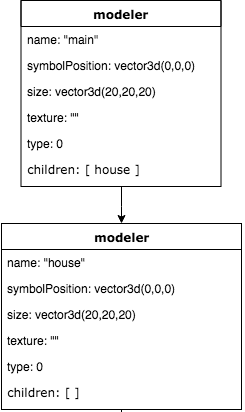 modeler
name: "main"
symbolPosition: vector3d(0,0,0)
size: vector3d(20,20,20)
texture: ""
type: 0
children: [ house ]
modeler
name: "house"
symbolPosition: vector3d(0,0,0)
size: vector3d(20,20,20)
texture: ""
type: 0
children: [ ]